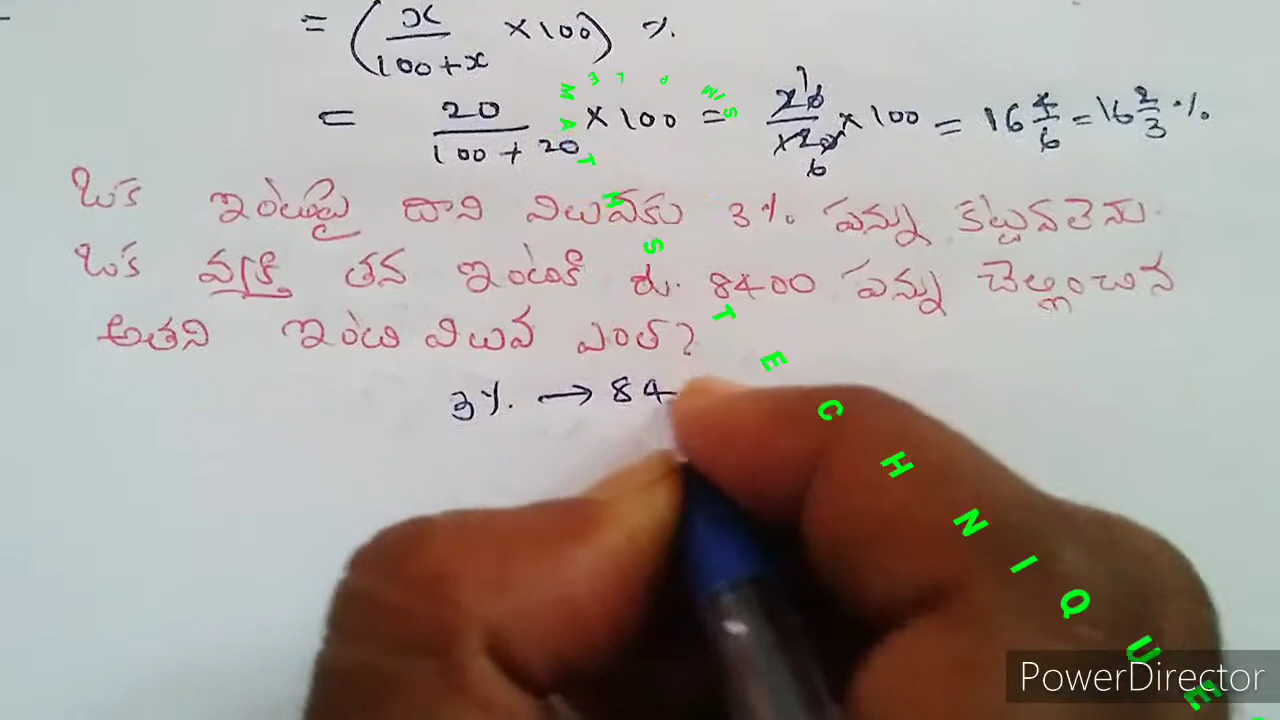 = (x/100+x ×100) %
= 20/100+20 ×100 = 20/120 ×100 = 16 4/6 = 16 2/3 %
ఒక ఇంటిపై దాని విలువకు 3% పన్ను కట్టవలెను.
ఒక వ్యక్తి తన ఇంటికి రు. 8400 పన్ను చెల్లించిన
అతని ఇంటి విలువ ఎంత?
3% → 84
MATHS TECHNIQUES
PowerDirector